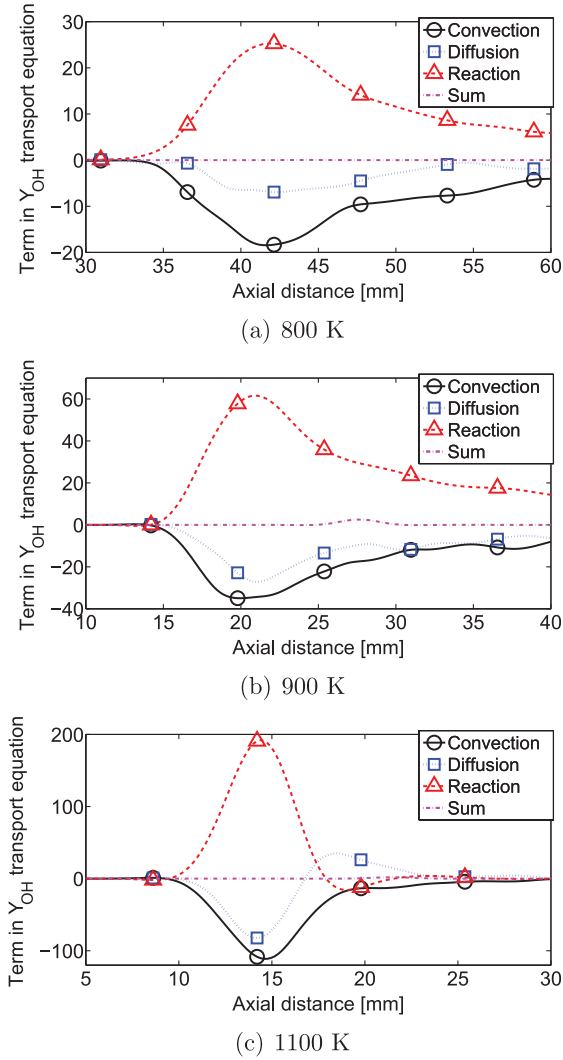 Term in Y_OH transport equation
30
20
10
0
−10
−20
Convection
Diffusion
Reaction
Sum
30 35 40 45 50 55 60
Axial distance [mm]
(a) 800 K
Term in Y_OH transport equation
60
40
20
0
−20
−40
Convection
Diffusion
Reaction
Sum
10 15 20 25 30 35 40
Axial distance [mm]
(b) 900 K
Term in Y_OH transport equation
200
100
0
−100
Convection
Diffusion
Reaction
Sum
5 10 15 20 25 30
Axial distance [mm]
(c) 1100 K